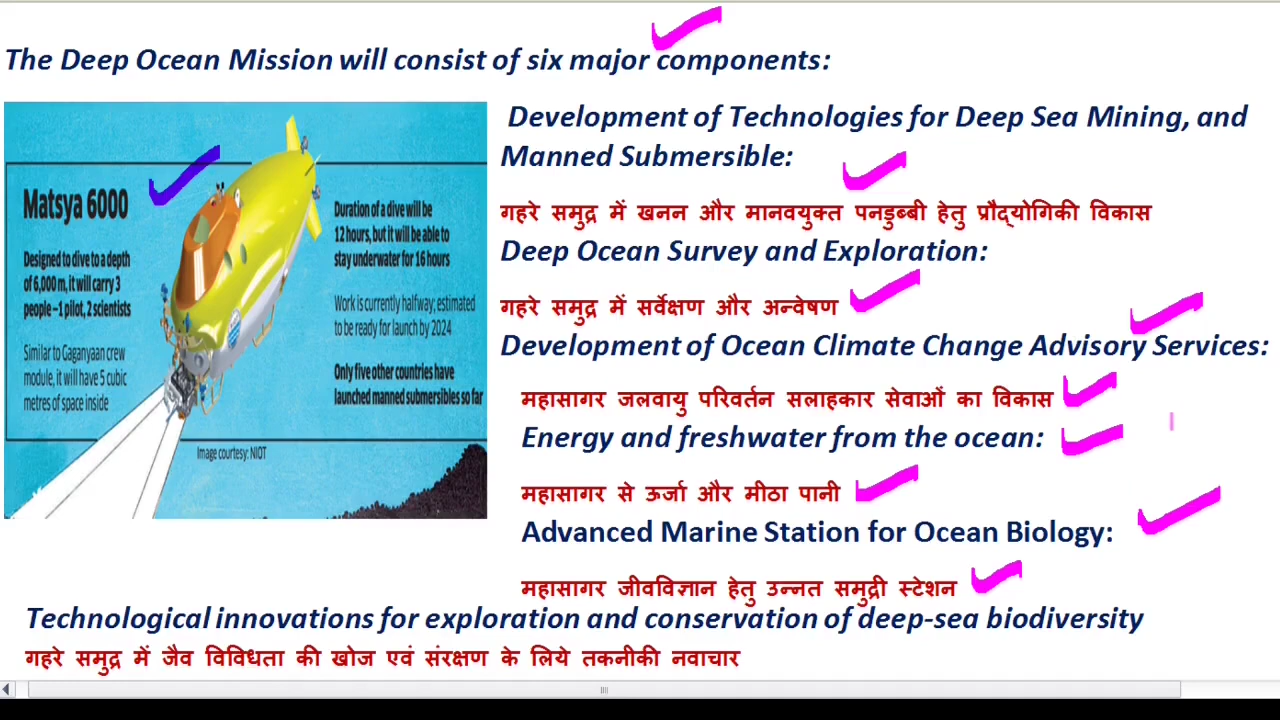 The Deep Ocean Mission will consist of six major components:
Matsya 6000
Designed to dive to a depth
of 6,000 m, it will carry 3
people – 1 pilot, 2 scientists
Similar to Gaganyaan crew
module, it will have 5 cubic
metres of space inside
Duration of a dive will be
12 hours, but it will be able to
stay underwater for 16 hours
Work is currently halfway; estimated
to be ready for launch by 2024
Only five other countries have
launched manned submersibles so far
Image courtesy: NIOT
Development of Technologies for Deep Sea Mining, and
Manned Submersible:
गहरे समुद्र में खनन और मानवयुक्त पनडुब्बी हेतु प्रौद्योगिकी विकास
Deep Ocean Survey and Exploration:
गहरे समुद्र में सर्वेक्षण और अन्वेषण
Development of Ocean Climate Change Advisory Services:
महासागर जलवायु परिवर्तन सलाहकार सेवाओं का विकास
Energy and freshwater from the ocean:
महासागर से ऊर्जा और मीठा पानी
Advanced Marine Station for Ocean Biology:
महासागर जीवविज्ञान हेतु उन्नत समुद्री स्टेशन
Technological innovations for exploration and conservation of deep-sea biodiversity
गहरे समुद्र में जैव विविधता की खोज एवं संरक्षण के लिये तकनीकी नवाचार